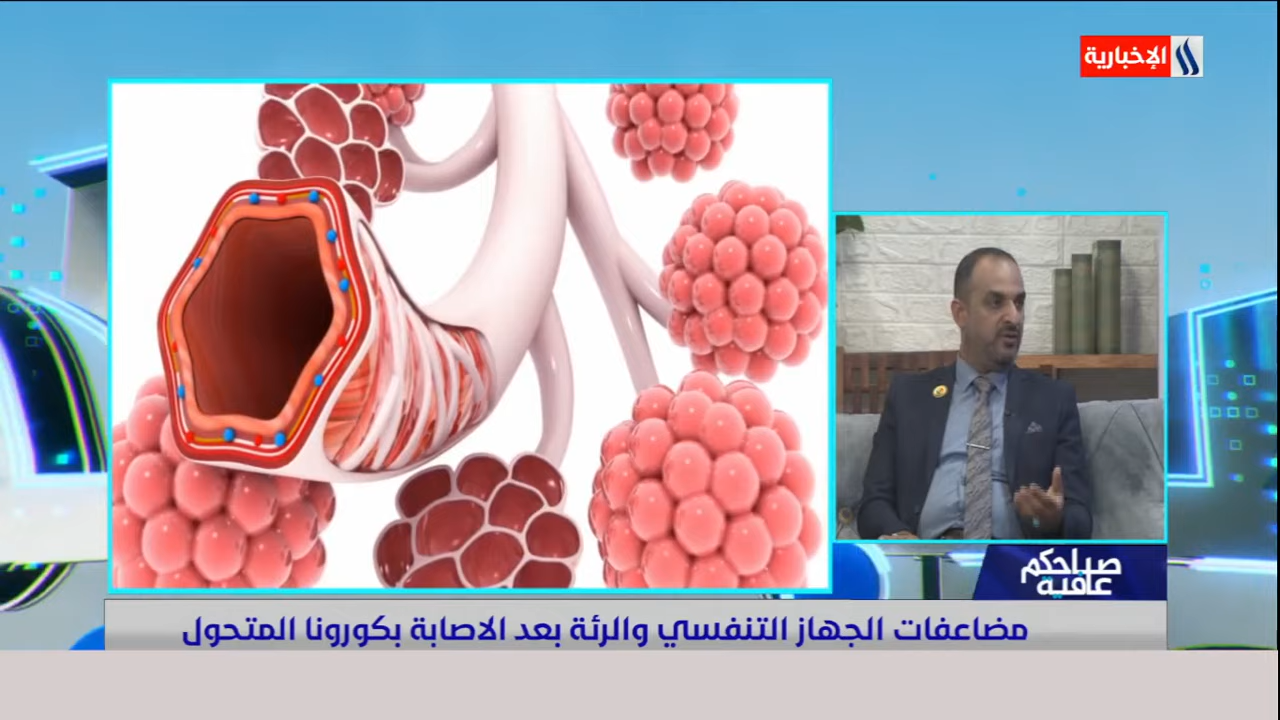 الإخبارية
صباحكم
عافية
مضاعفات الجهاز التنفسي والرئة بعد الاصابة بكورونا المتحول